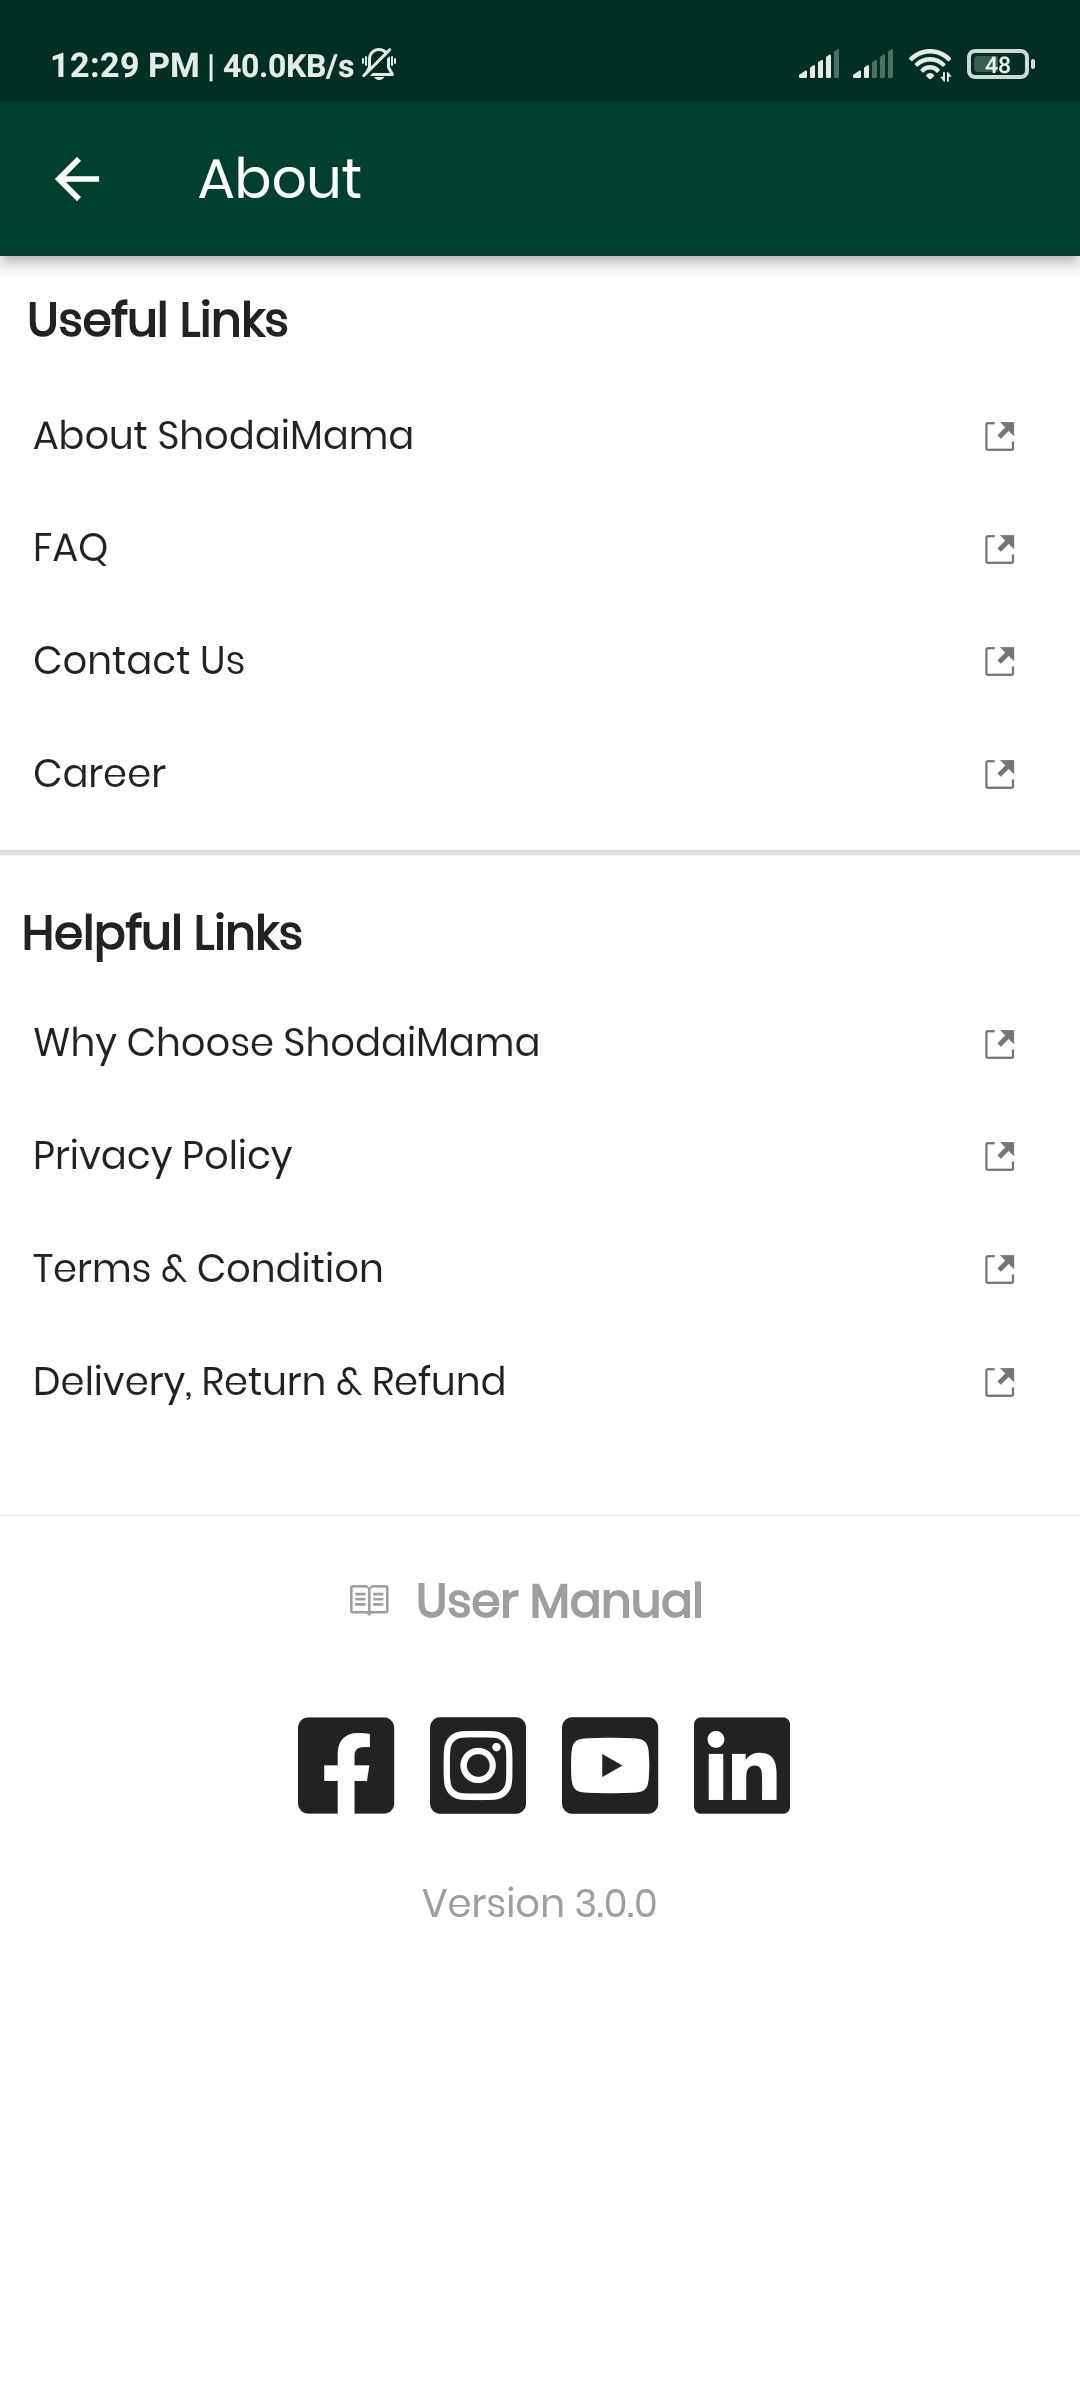 12:29 PM | 40.0KB/s 48
About
Useful Links
About ShodaiMama
FAQ
Contact Us
Career
Helpful Links
Why Choose ShodaiMama
Privacy Policy
Terms & Condition
Delivery, Return & Refund
User Manual
Version 3.0.0